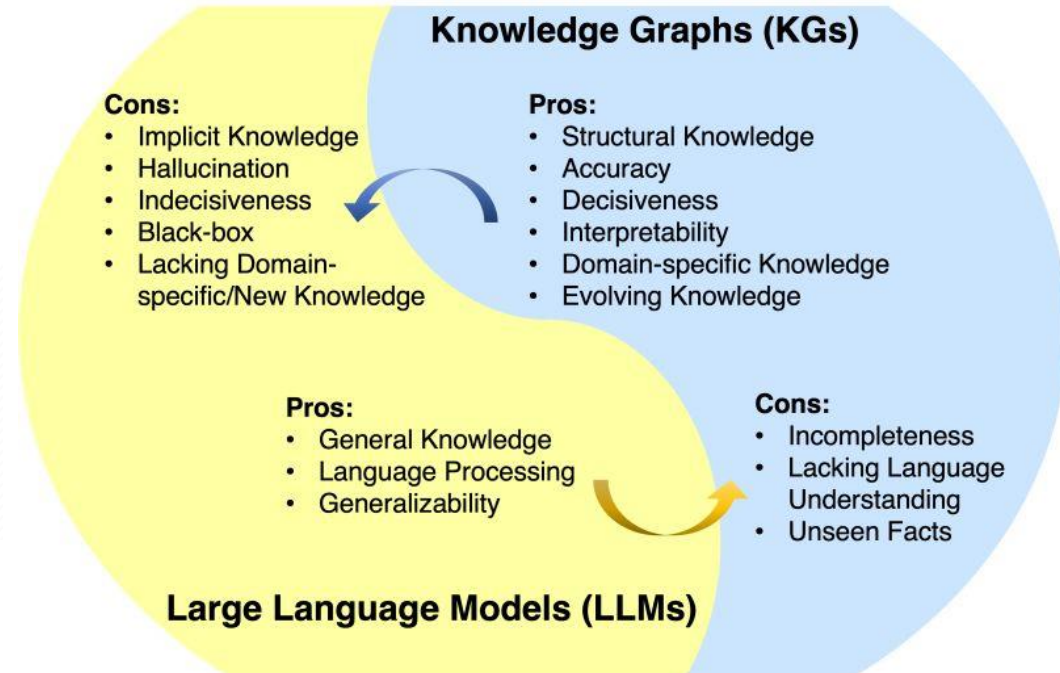 Knowledge Graphs (KGs)
Cons:
• Implicit Knowledge
• Hallucination
• Indecisiveness
• Black-box
• Lacking Domain-
specific/New Knowledge
Pros:
• Structural Knowledge
• Accuracy
• Decisiveness
• Interpretability
• Domain-specific Knowledge
• Evolving Knowledge
Pros:
• General Knowledge
• Language Processing
• Generalizability
Cons:
• Incompleteness
• Lacking Language
Understanding
• Unseen Facts
Large Language Models (LLMs)